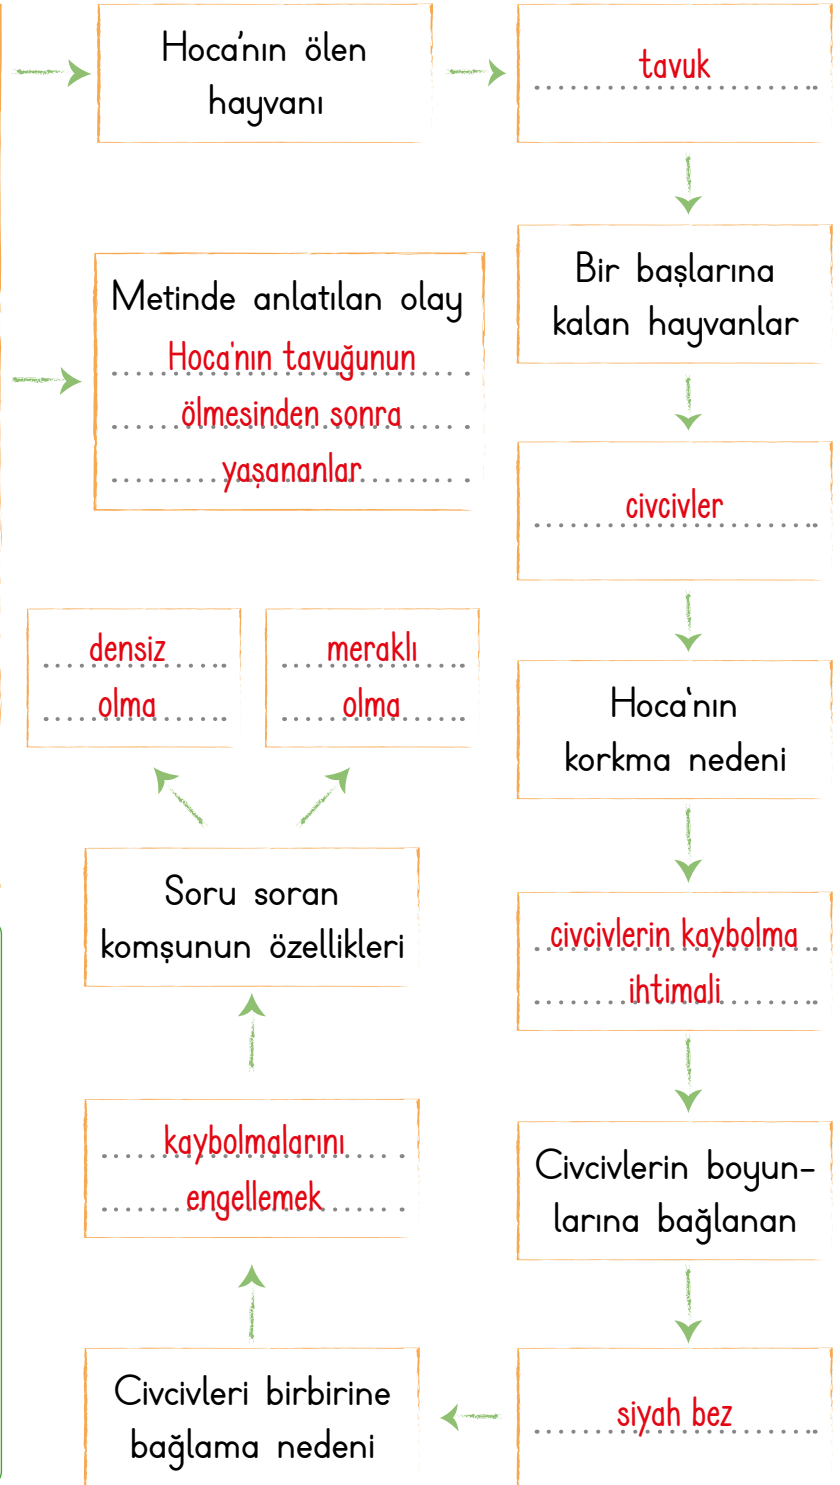 Hoca'nın ölen
hayvanı
tavuk
Bir başlarına
kalan hayvanlar
Metinde anlatılan olay
Hoca'nın tavuğunun
ölmesinden sonra
yaşananlar
civcivler
densiz
olma
meraklı
olma
Hoca'nın
korkma nedeni
Soru soran
komşunun özellikleri
civcivlerin kaybolma
ihtimali
kaybolmalarını
engellemek
Civcivlerin boyun-
larına bağlanan
Civcivleri birbirine
bağlama nedeni
siyah bez